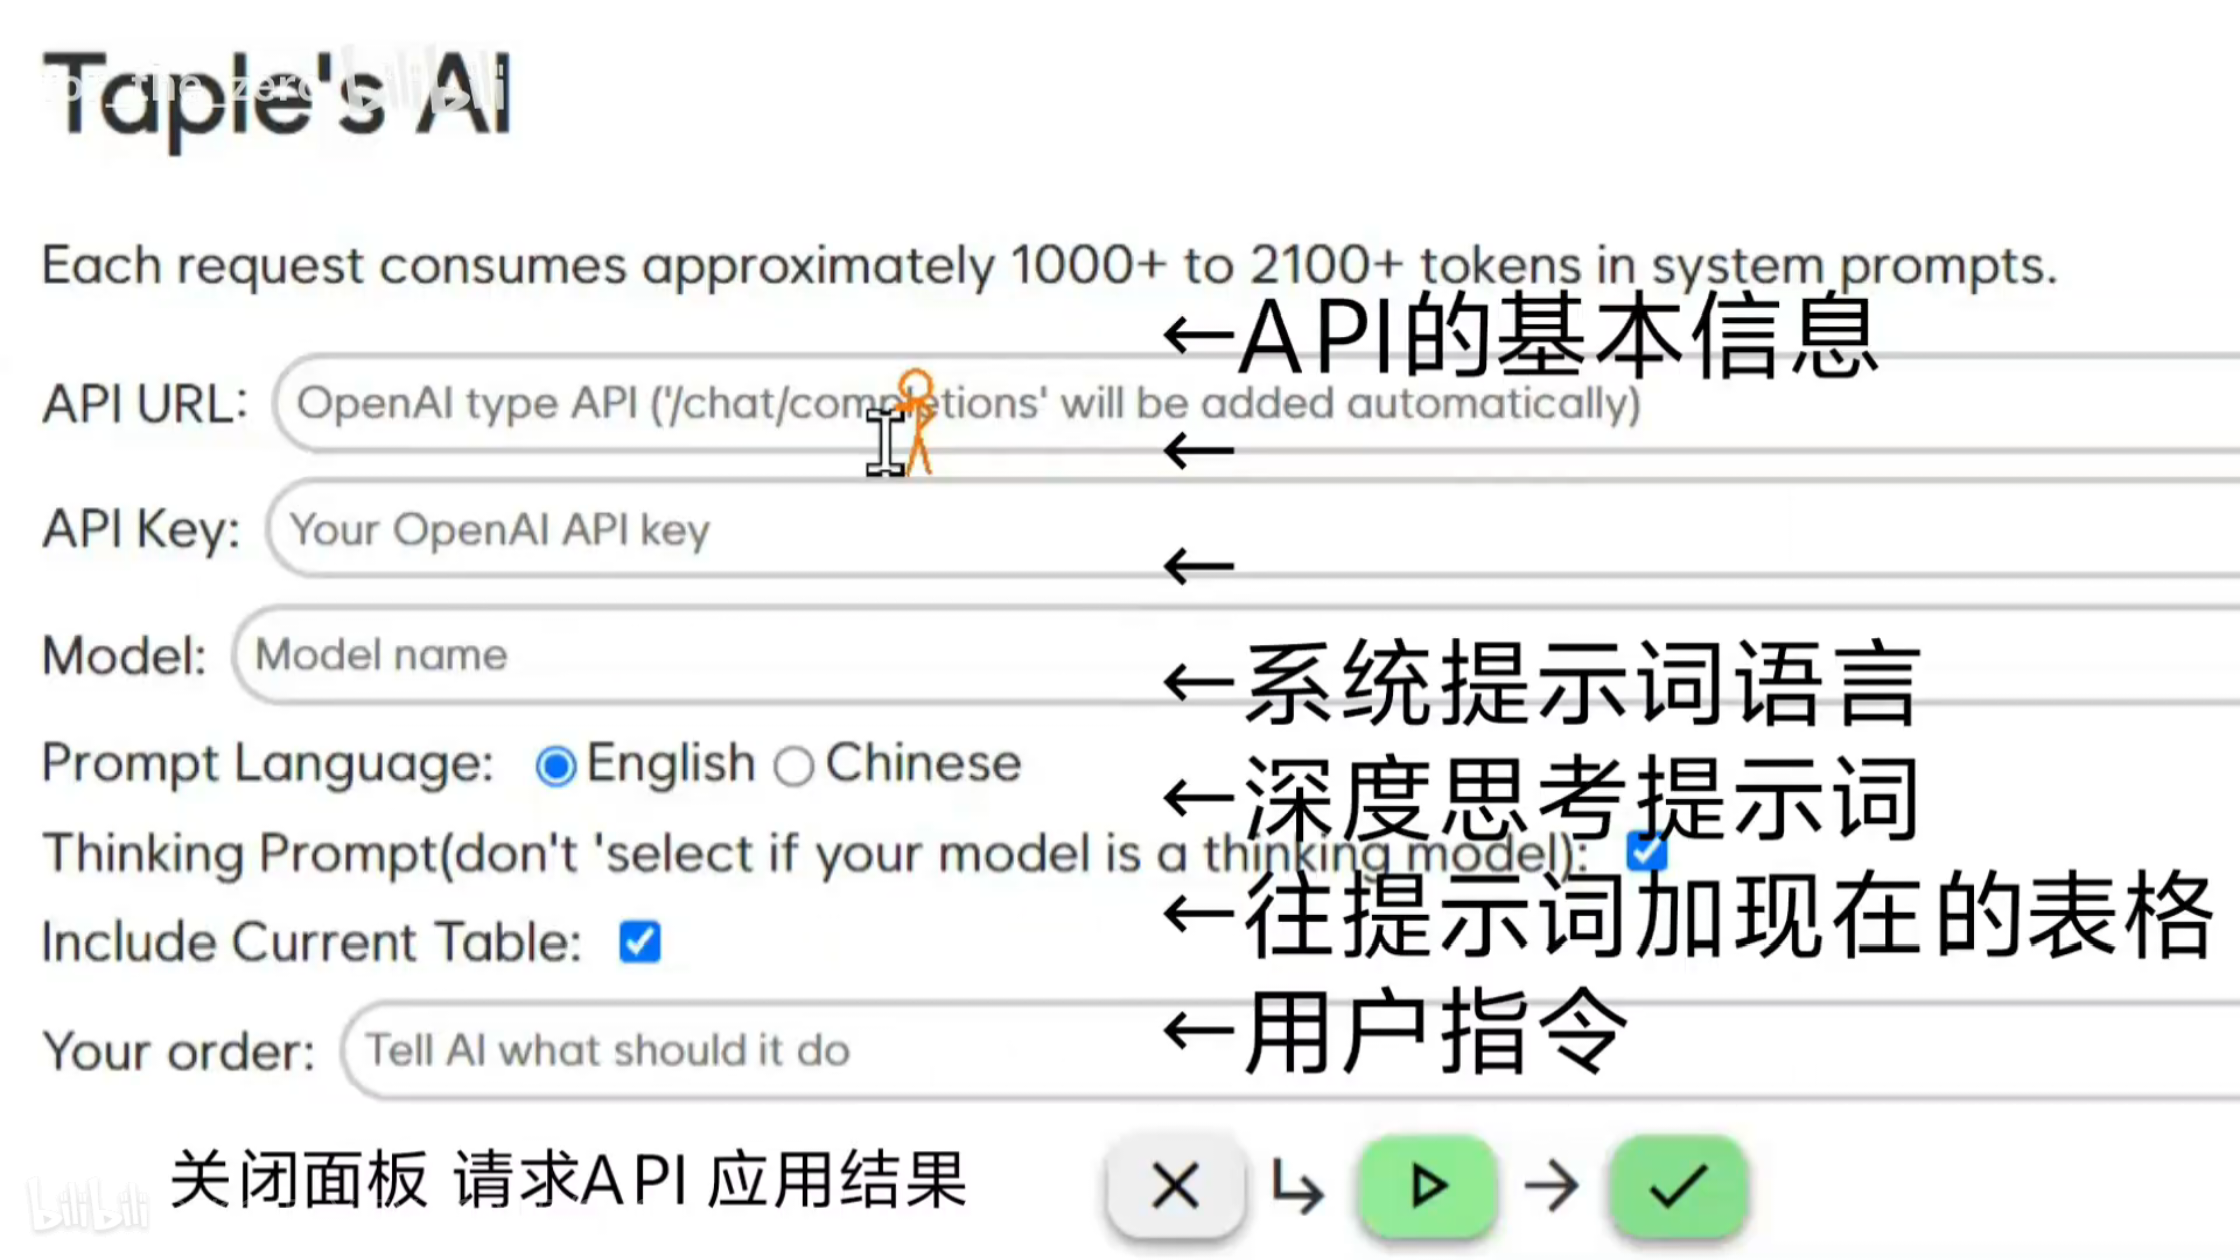 Taple's AI
bilibili
Each request consumes approximately 1000+ to 2100+ tokens in system prompts.
←API的基本信息
API URL: OpenAI type API ('/chat/completions' will be added automatically)
←
API Key: Your OpenAI API key
←
Model: Model name
←系统提示词语言
Prompt Language: English Chinese
←深度思考提示词
Thinking Prompt(don't 'select if your model is a thinking model):
←往提示词加现在的表格
Include Current Table:
←用户指令
Your order: Tell AI what should it do
关闭面板 请求API 应用结果
bilibili